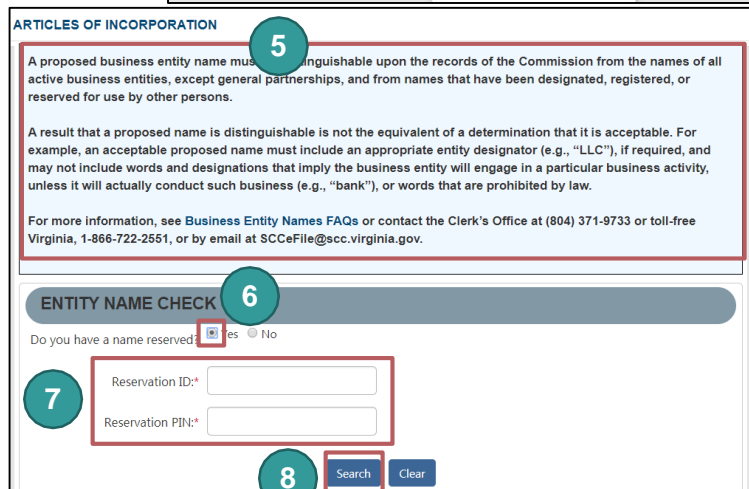 ARTICLES OF INCORPORATION
5
A proposed business entity name must inguishable upon the records of the Commission from the names of all
active business entities, except general partnerships, and from names that have been designated, registered, or
reserved for use by other persons.
A result that a proposed name is distinguishable is not the equivalent of a determination that it is acceptable. For
example, an acceptable proposed name must include an appropriate entity designator (e.g., “LLC”), if required, and
may not include words and designations that imply the business entity will engage in a particular business activity,
unless it will actually conduct such business (e.g., “bank”), or words that are prohibited by law.
For more information, see Business Entity Names FAQs or contact the Clerk’s Office at (804) 371-9733 or toll-free
Virginia, 1-866-722-2551, or by email at SCCeFile@scc.virginia.gov.
ENTITY NAME CHECK 6
Do you have a name reserved? Yes No
7
Reservation ID:*
Reservation PIN:*
8 Search Clear